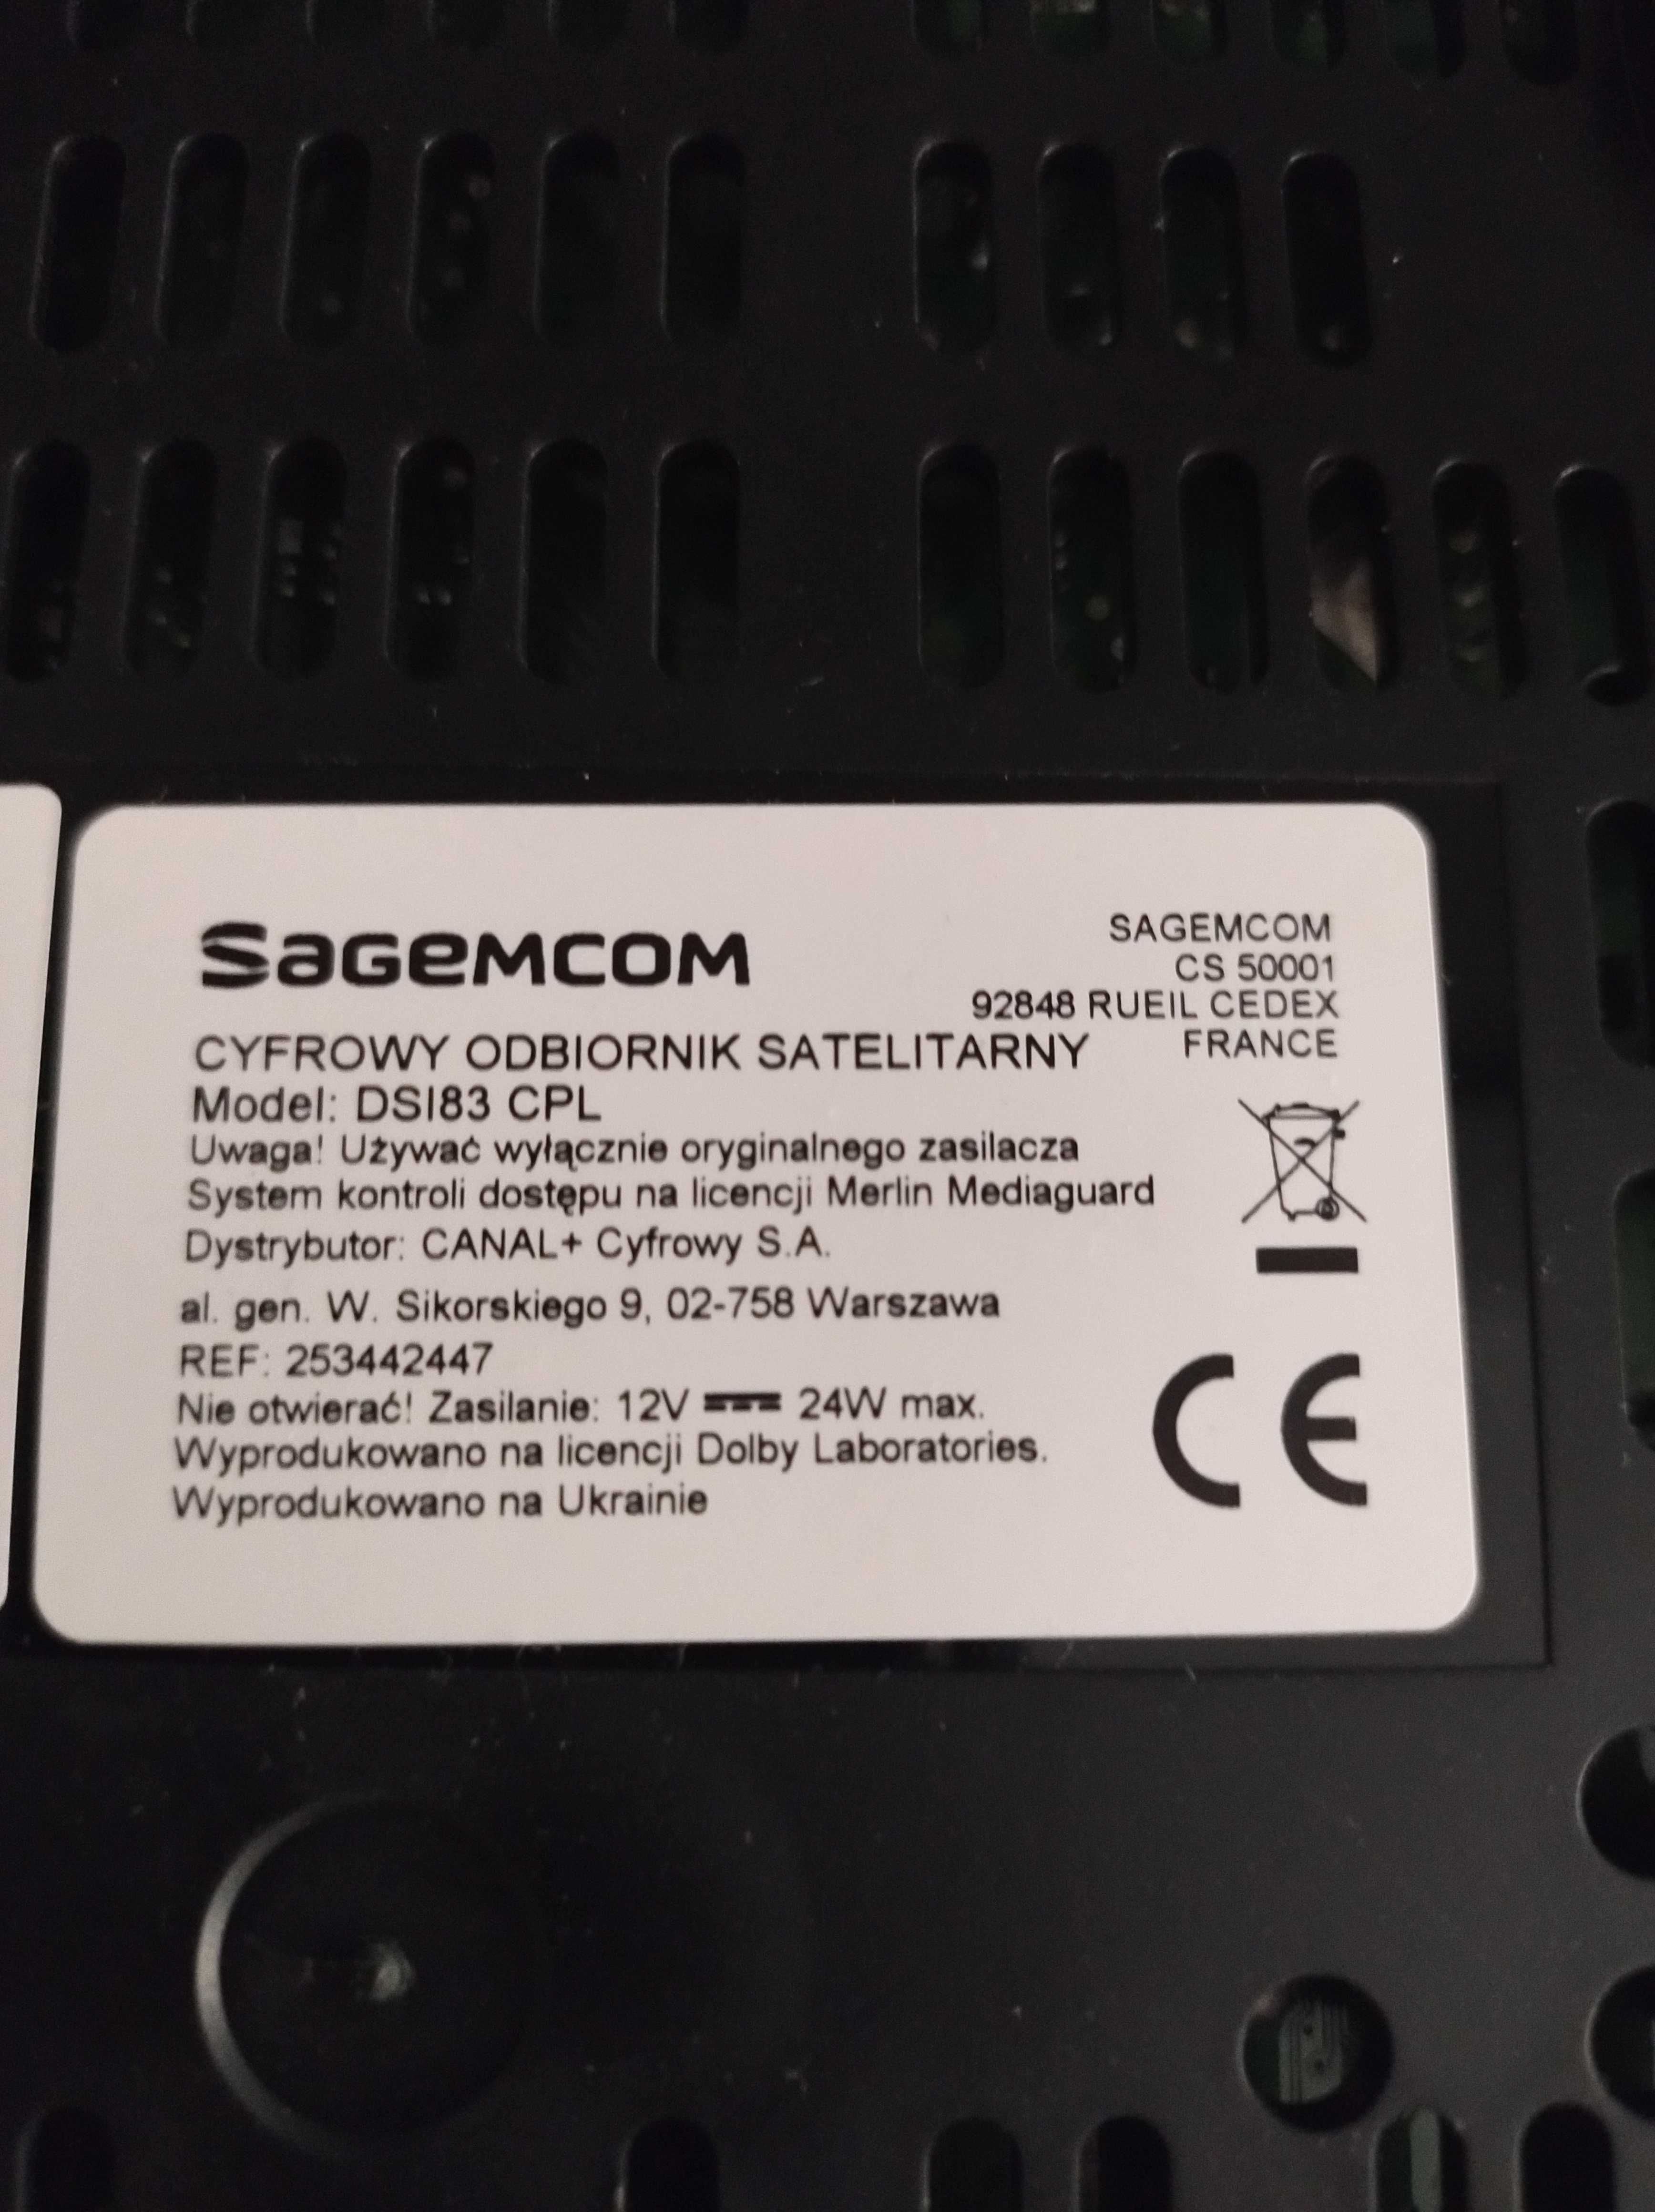 SAGEMCOM
SAGEMCOM
CS 50001
92848 RUEIL CEDEX
FRANCE
CYFROWY ODBIORNIK SATELITARNY
Model: DSI83 CPL
Uwaga! Używać wyłącznie oryginalnego zasilacza
System kontroli dostępu na licencji Merlin Mediaguard
Dystrybutor: CANAL+ Cyfrowy S.A.
al. gen. W. Sikorskiego 9, 02-758 Warszawa
REF: 253442447
Nie otwierać! Zasilanie: 12V ⎓ 24W max.
Wyprodukowano na licencji Dolby Laboratories.
Wyprodukowano na Ukrainie
CE